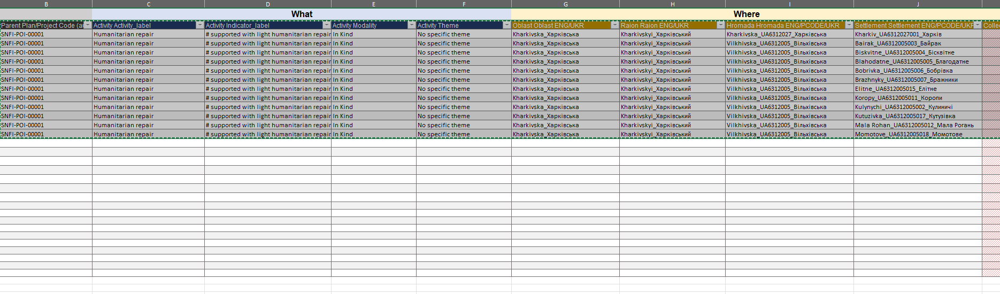 B C D E F G H I J
What Where
Parent Plan/Project Code (au Activity Activity_label Activity Indicator_label Activity Modality Activity Theme Oblast Oblast ENG/UKR Raion Raion ENG/UKR Hromada Hromada ENG/PCODE/UKR Settlement Settlement ENG/PCODE/UKR Collec
SNFI-POI-00001 Humanitarian repair # supported with light humanitarian repair In Kind No specific theme Kharkivska_Харківська Kharkivskyi_Харківський Kharkivska_UA6312027_Харківська Kharkiv_UA6312027001_Харків
SNFI-POI-00001 Humanitarian repair # supported with light humanitarian repair In Kind No specific theme Kharkivska_Харківська Kharkivskyi_Харківський Vilkhivska_UA6312005_Вільхівська Bairak_UA6312005003_Байрак
SNFI-POI-00001 Humanitarian repair # supported with light humanitarian repair In Kind No specific theme Kharkivska_Харківська Kharkivskyi_Харківський Vilkhivska_UA6312005_Вільхівська Biskvitne_UA6312005004_Бісквітне
SNFI-POI-00001 Humanitarian repair # supported with light humanitarian repair In Kind No specific theme Kharkivska_Харківська Kharkivskyi_Харківський Vilkhivska_UA6312005_Вільхівська Blahodatne_UA6312005005_Благодатне
SNFI-POI-00001 Humanitarian repair # supported with light humanitarian repair In Kind No specific theme Kharkivska_Харківська Kharkivskyi_Харківський Vilkhivska_UA6312005_Вільхівська Bobrivka_UA6312005006_Бобрівка
SNFI-POI-00001 Humanitarian repair # supported with light humanitarian repair In Kind No specific theme Kharkivska_Харківська Kharkivskyi_Харківський Vilkhivska_UA6312005_Вільхівська Brazhnyky_UA6312005007_Бражники
SNFI-POI-00001 Humanitarian repair # supported with light humanitarian repair In Kind No specific theme Kharkivska_Харківська Kharkivskyi_Харківський Vilkhivska_UA6312005_Вільхівська Elitne_UA6312005015_Елітне
SNFI-POI-00001 Humanitarian repair # supported with light humanitarian repair In Kind No specific theme Kharkivska_Харківська Kharkivskyi_Харківський Vilkhivska_UA6312005_Вільхівська Koropy_UA6312005011_Коропи
SNFI-POI-00001 Humanitarian repair # supported with light humanitarian repair In Kind No specific theme Kharkivska_Харківська Kharkivskyi_Харківський Vilkhivska_UA6312005_Вільхівська Kulynychi_UA6312005002_Кулиничі
SNFI-POI-00001 Humanitarian repair # supported with light humanitarian repair In Kind No specific theme Kharkivska_Харківська Kharkivskyi_Харківський Vilkhivska_UA6312005_Вільхівська Kutuzivka_UA6312005017_Кутузівка
SNFI-POI-00001 Humanitarian repair # supported with light humanitarian repair In Kind No specific theme Kharkivska_Харківська Kharkivskyi_Харківський Vilkhivska_UA6312005_Вільхівська Mala Rohan_UA6312005012_Мала Рогань
SNFI-POI-00001 Humanitarian repair # supported with light humanitarian repair In Kind No specific theme Kharkivska_Харківська Kharkivskyi_Харківський Vilkhivska_UA6312005_Вільхівська Momotove_UA6312005018_Момотове